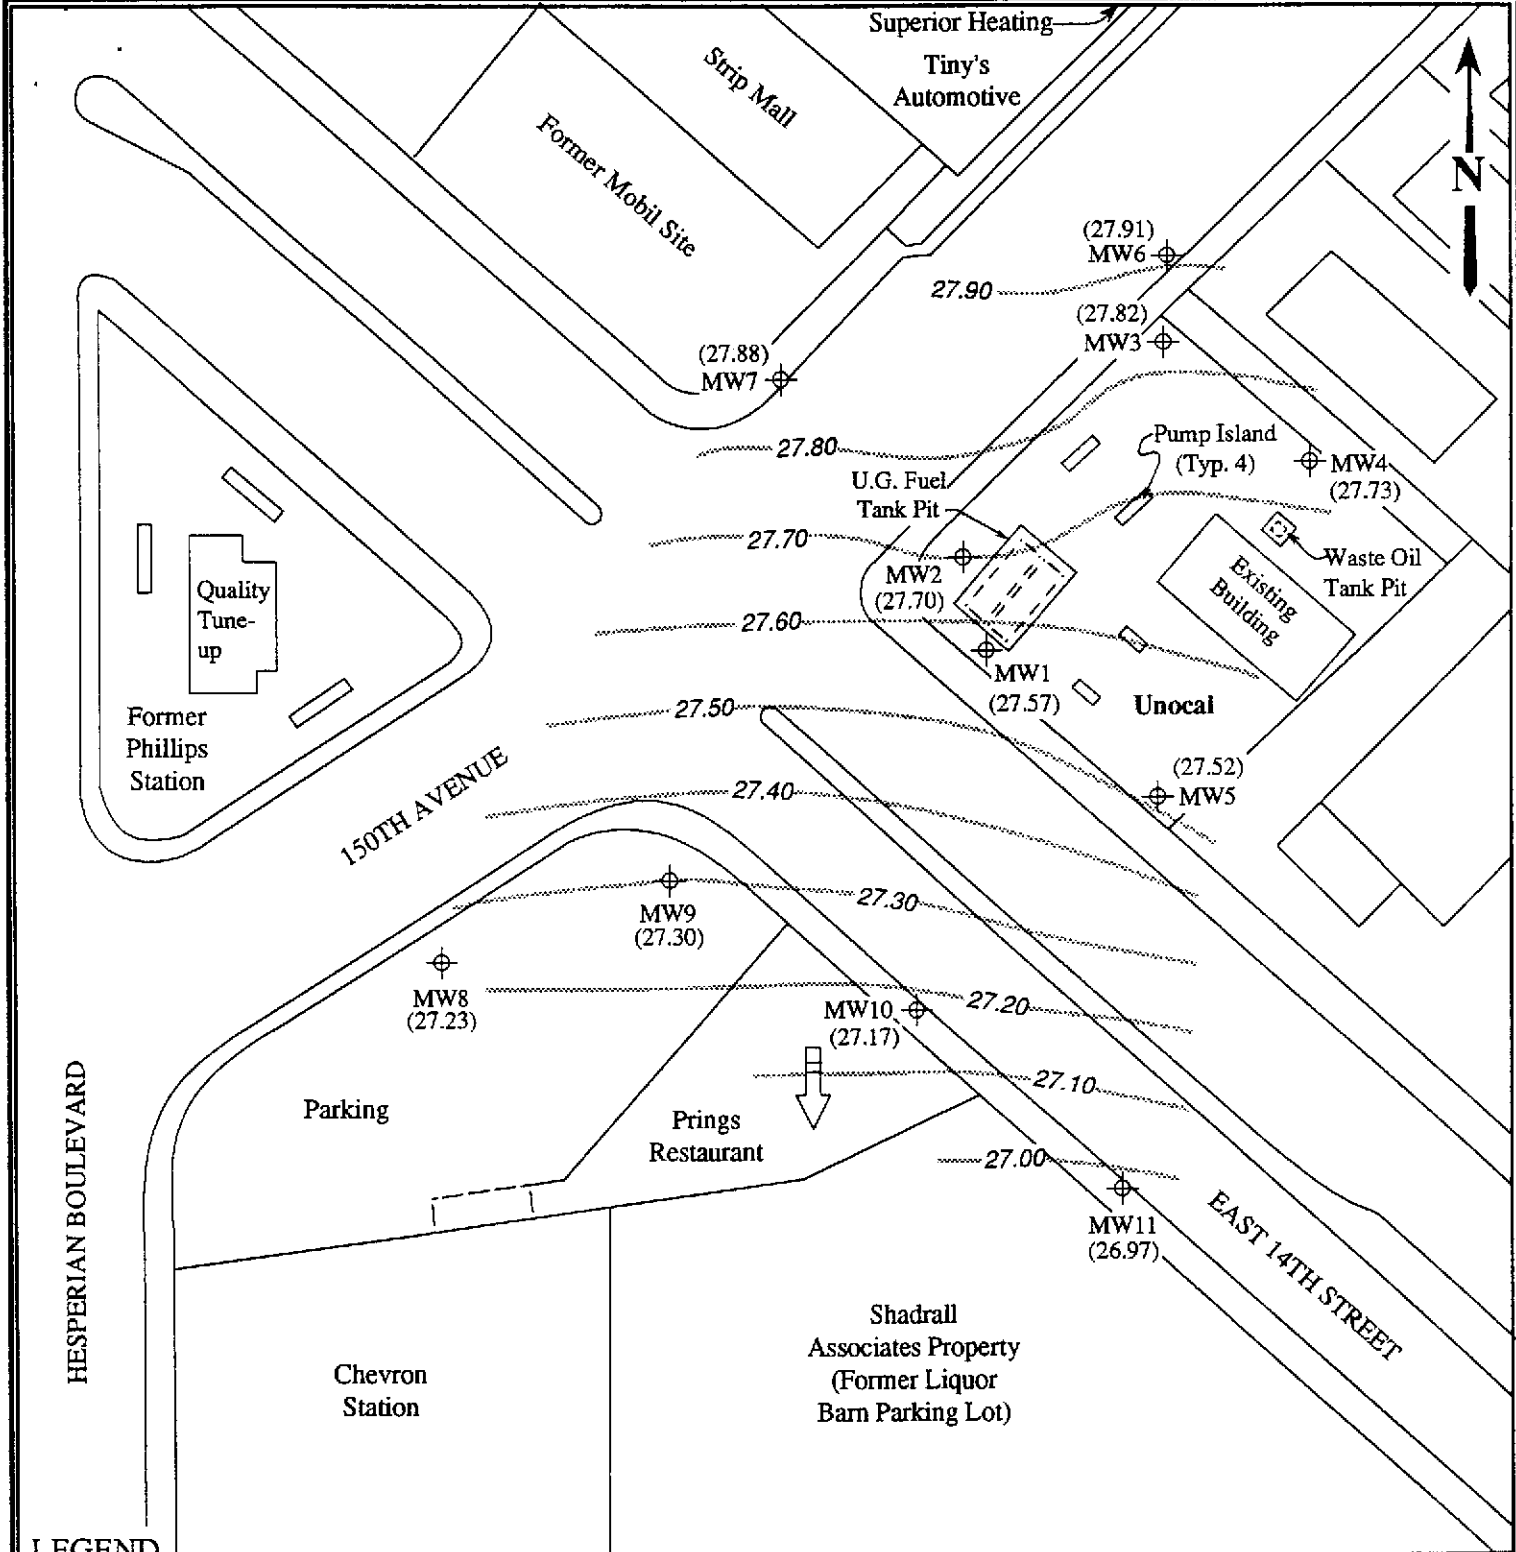 Superior Heating
Tiny's
Automotive
Strip Mall
Former Mobil Site
N
(27.91)
MW6
27.90
(27.82)
MW3
(27.88)
MW7
27.80
Pump Island
(Typ. 4)
MW4
(27.73)
U.G. Fuel
Tank Pit
27.70
MW2
(27.70)
Waste Oil
Tank Pit
Existing
Building
Quality
Tune-
up
27.60
MW1
(27.57)
Unocal
27.50
Former
Phillips
Station
150TH AVENUE
(27.52)
MW5
27.40
27.30
MW9
(27.30)
MW8
(27.23)
MW10
(27.17)
27.20
27.10
Parking
Prings
Restaurant
27.00
MW11
(26.97)
HESPERIAN BOULEVARD
EAST 14TH STREET
Shadrall
Associates Property
(Former Liquor
Barn Parking Lot)
Chevron
Station
LEGEND